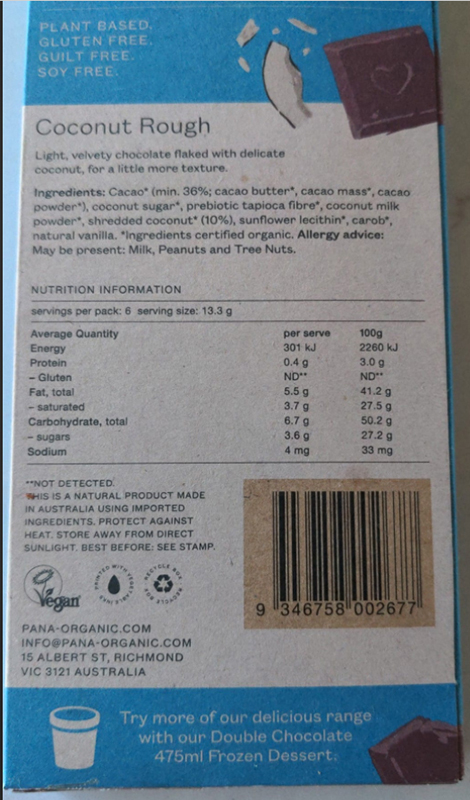 PLANT BASED.
GLUTEN FREE.
GUILT FREE.
SOY FREE.
Coconut Rough
Light, velvety chocolate flaked with delicate
coconut, for a little more texture.
Ingredients: Cacao* (min. 36%; cacao butter*, cacao mass*, cacao
powder*), coconut sugar*, prebiotic tapioca fibre*, coconut milk
powder*, shredded coconut* (10%), sunflower lecithin*, carob*,
natural vanilla. *Ingredients certified organic. Allergy advice:
May be present: Milk, Peanuts and Tree Nuts.
NUTRITION INFORMATION
servings per pack: 6 serving size: 13.3 g
Average Quantity per serve 100g
Energy 301 kJ 2260 kJ
Protein 0.4 g 3.0 g
– Gluten ND** ND**
Fat, total 5.5 g 41.2 g
– saturated 3.7 g 27.5 g
Carbohydrate, total 6.7 g 50.2 g
– sugars 3.6 g 27.2 g
Sodium 4 mg 33 mg
**NOT DETECTED.
THIS IS A NATURAL PRODUCT MADE
IN AUSTRALIA USING IMPORTED
INGREDIENTS. PROTECT AGAINST
HEAT. STORE AWAY FROM DIRECT
SUNLIGHT. BEST BEFORE: SEE STAMP.
Vegan
PRINTED WITH VEGETABLE INKS
RECYCLE BOX RECYCLE BOX
9 346758 002677
PANA-ORGANIC.COM
INFO@PANA-ORGANIC.COM
15 ALBERT ST, RICHMOND
VIC 3121 AUSTRALIA
Try more of our delicious range
with our Double Chocolate
475ml Frozen Dessert.